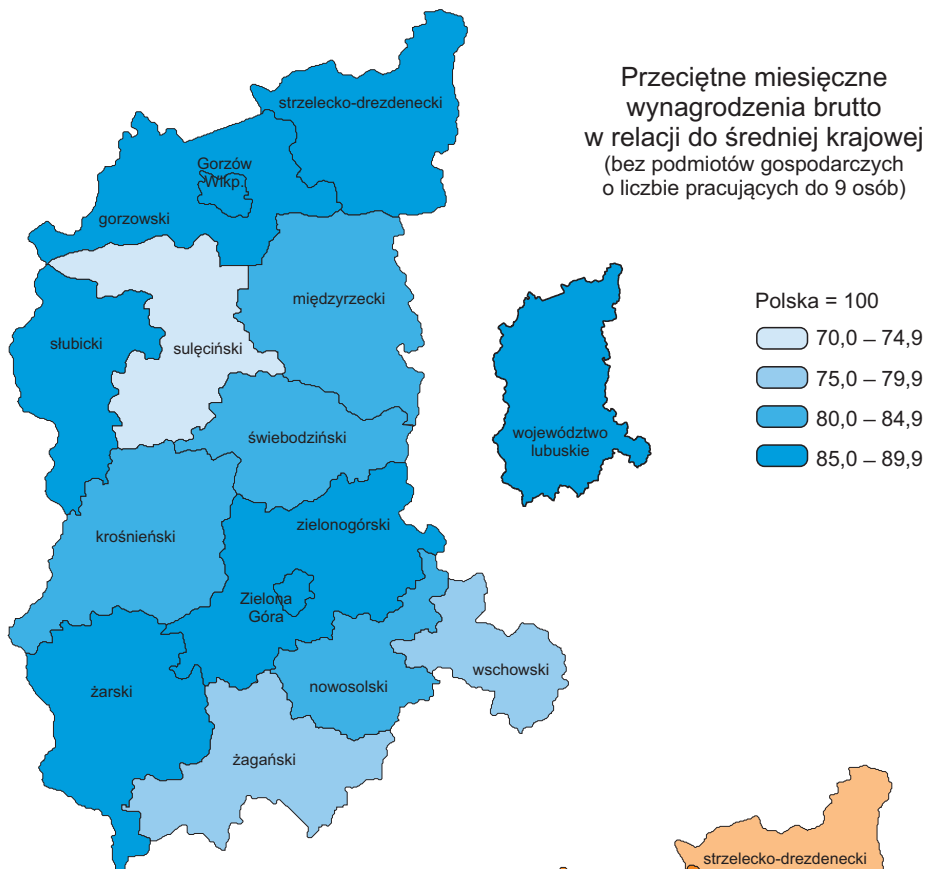 Przeciętne miesięczne
wynagrodzenia brutto
w relacji do średniej krajowej
(bez podmiotów gospodarczych
o liczbie pracujących do 9 osób)
strzelecko-drezdenecki
Gorzów
Wlkp.
gorzowski
międzyrzecki
słubicki
sulęciński
świebodziński
krośnieński
zielonogórski
Zielona
Góra
wschowski
nowosolski
żarski
żagański
województwo
lubuskie
Polska = 100
70,0 – 74,9
75,0 – 79,9
80,0 – 84,9
85,0 – 89,9
strzelecko-drezdenecki